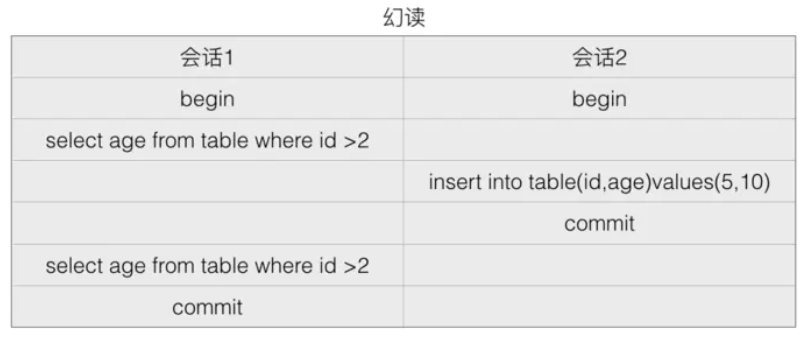 幻读
会话1 会话2
begin begin
select age from table where id >2
insert into table(id,age)values(5,10)
commit
select age from table where id >2
commit